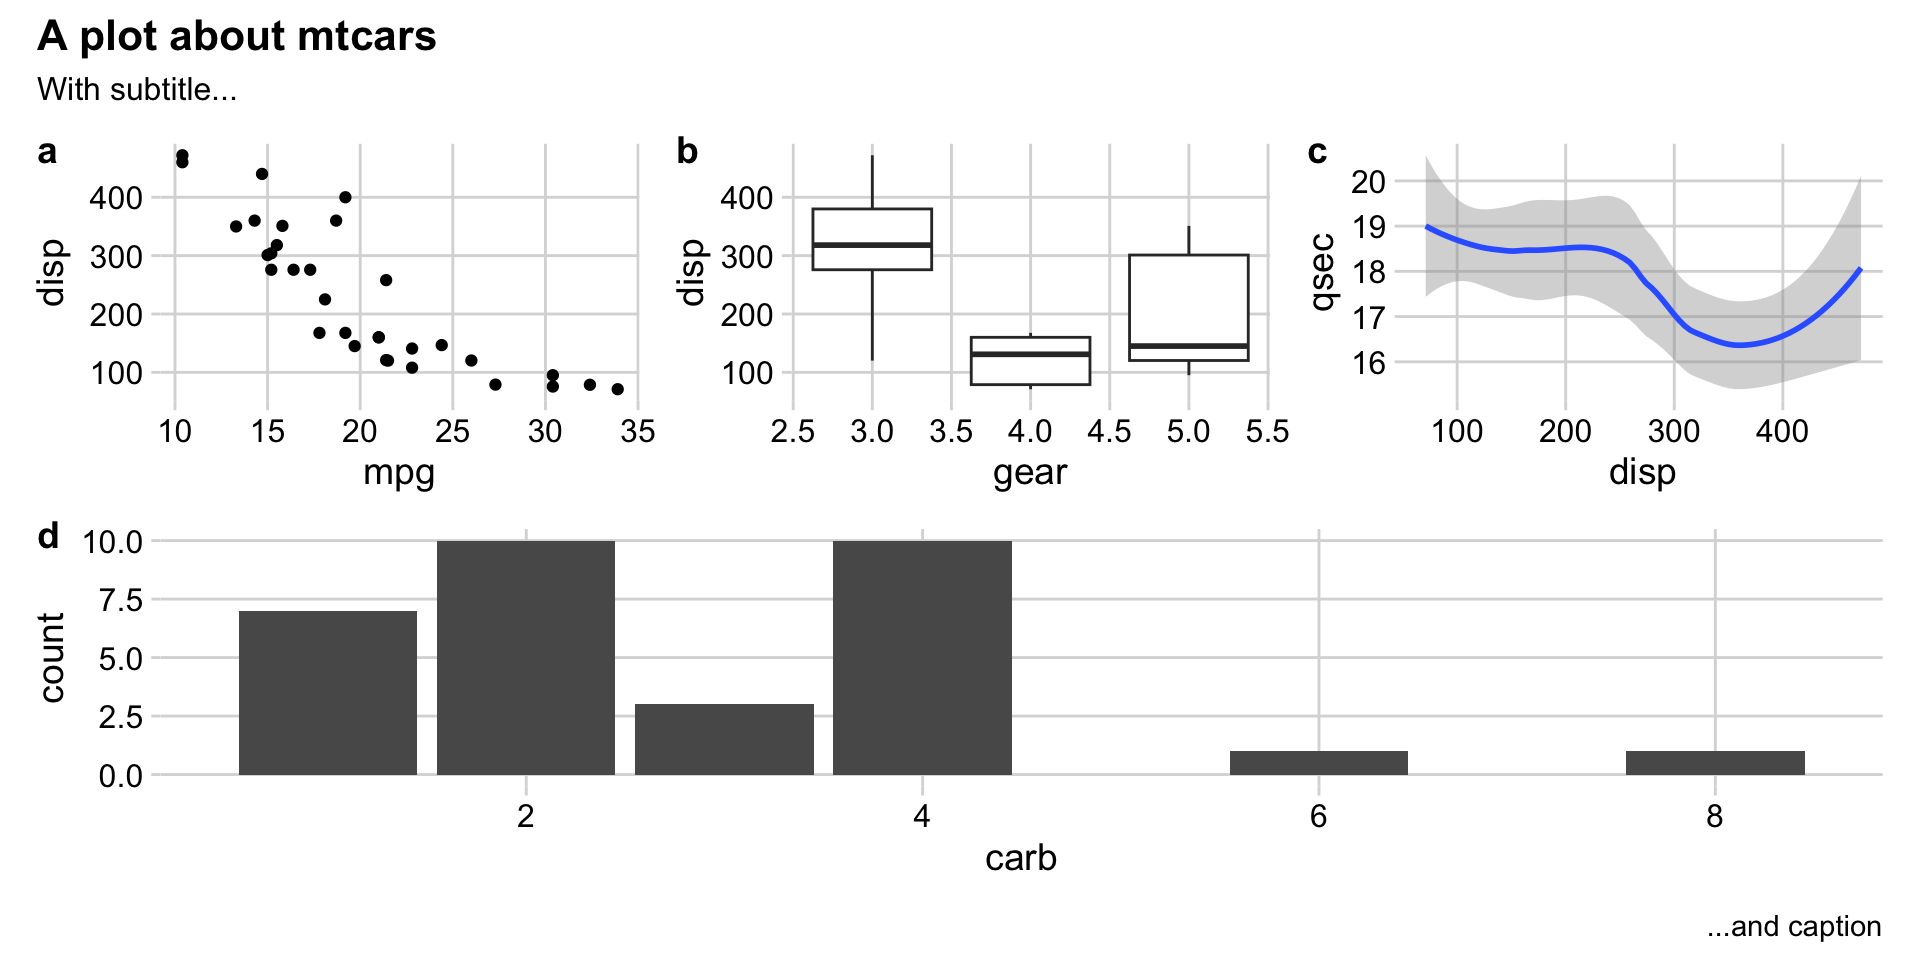 A plot about mtcars
With subtitle...
a
disp
400
300
200
100
10 15 20 25 30 35
mpg
b
disp
400
300
200
100
2.5 3.0 3.5 4.0 4.5 5.0 5.5
gear
c
qsec
20
19
18
17
16
100 200 300 400
disp
d
count
10.0
7.5
5.0
2.5
0.0
2 4 6 8
carb
...and caption